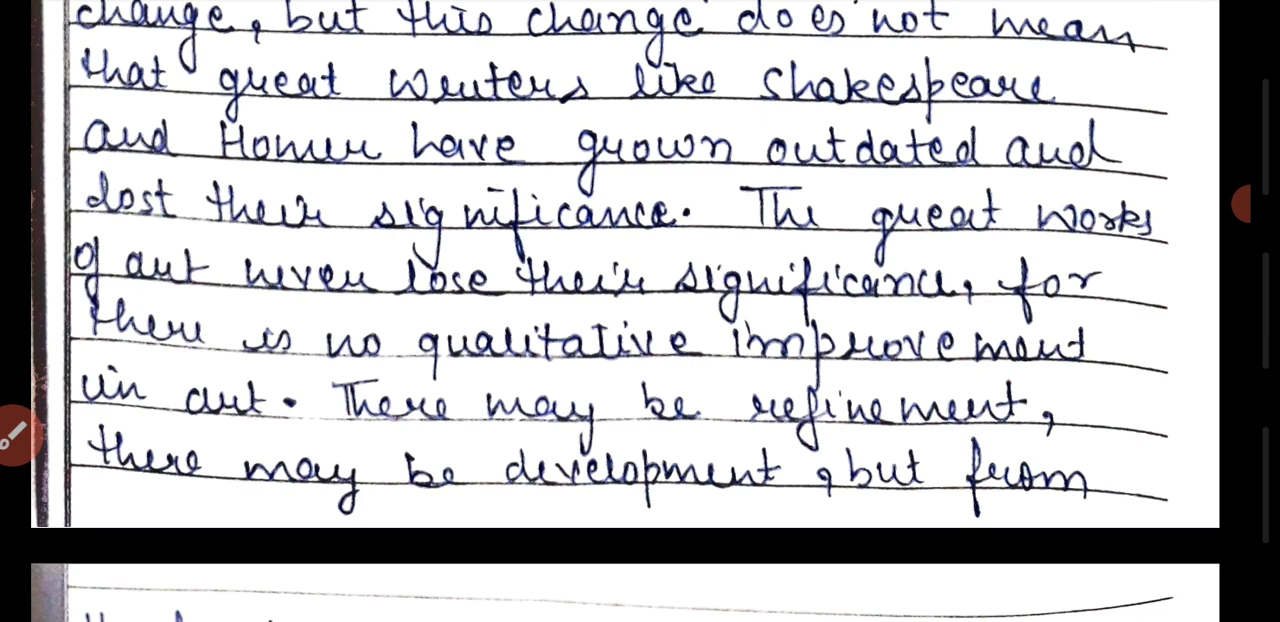 change, but this change does not mean
that great writers like Shakespeare
and Homer have grown outdated and
lost their significance. The great works
of art never lose their significance, for
there is no qualitative improvement
in art. There may be refinement,
there may be development, but from